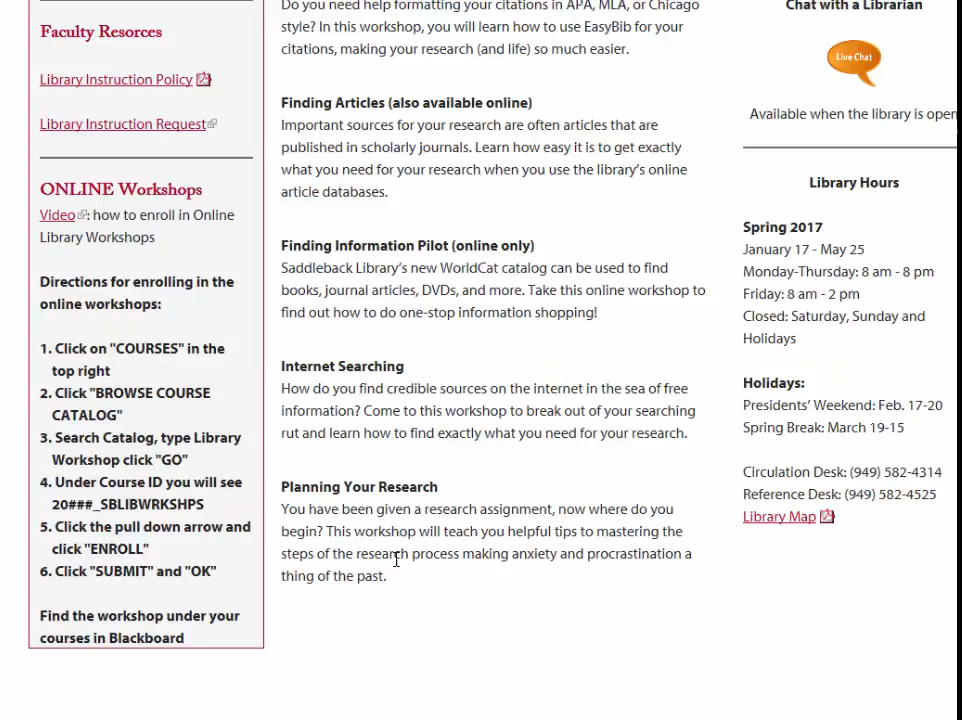 Faculty Resorces
Library Instruction Policy
Library Instruction Request
ONLINE Workshops
Video: how to enroll in Online
Library Workshops
Directions for enrolling in the
online workshops:
1. Click on "COURSES" in the
top right
2. Click "BROWSE COURSE
CATALOG"
3. Search Catalog, type Library
Workshop click "GO"
4. Under Course ID you will see
20###_SBLIBWRKSHPS
5. Click the pull down arrow and
click "ENROLL"
6. Click "SUBMIT" and "OK"
Find the workshop under your
courses in Blackboard
Do you need help formatting your citations in APA, MLA, or Chicago
style? In this workshop, you will learn how to use EasyBib for your
citations, making your research (and life) so much easier.
Finding Articles (also available online)
Important sources for your research are often articles that are
published in scholarly journals. Learn how easy it is to get exactly
what you need for your research when you use the library's online
article databases.
Finding Information Pilot (online only)
Saddleback Library's new WorldCat catalog can be used to find
books, journal articles, DVDs, and more. Take this online workshop to
find out how to do one-stop information shopping!
Internet Searching
How do you find credible sources on the internet in the sea of free
information? Come to this workshop to break out of your searching
rut and learn how to find exactly what you need for your research.
Planning Your Research
You have been given a research assignment, now where do you
begin? This workshop will teach you helpful tips to mastering the
steps of the research process making anxiety and procrastination a
thing of the past.
Chat with a Librarian
Live Chat
Available when the library is open
Library Hours
Spring 2017
January 17 - May 25
Monday-Thursday: 8 am - 8 pm
Friday: 8 am - 2 pm
Closed: Saturday, Sunday and
Holidays
Holidays:
Presidents' Weekend: Feb. 17-20
Spring Break: March 19-15
Circulation Desk: (949) 582-4314
Reference Desk: (949) 582-4525
Library Map